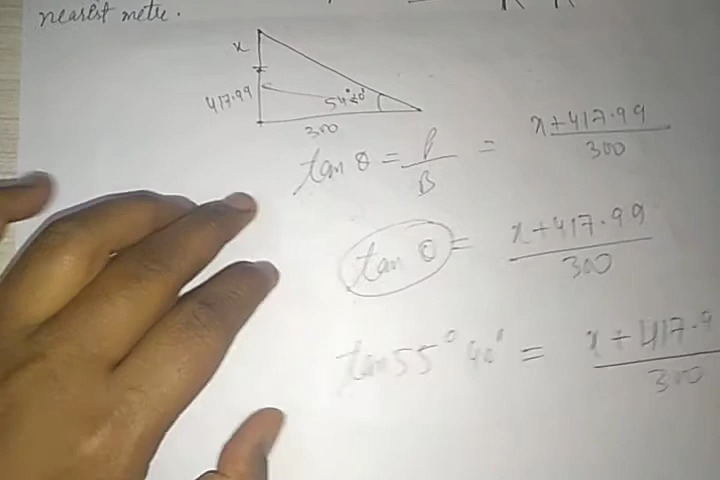 nearest metre.
x
417.99
54°40'
300
tan θ = P/B = x+417.99/300
tan θ = x+417.99/300
tan 55° 40' = x+417.9/300